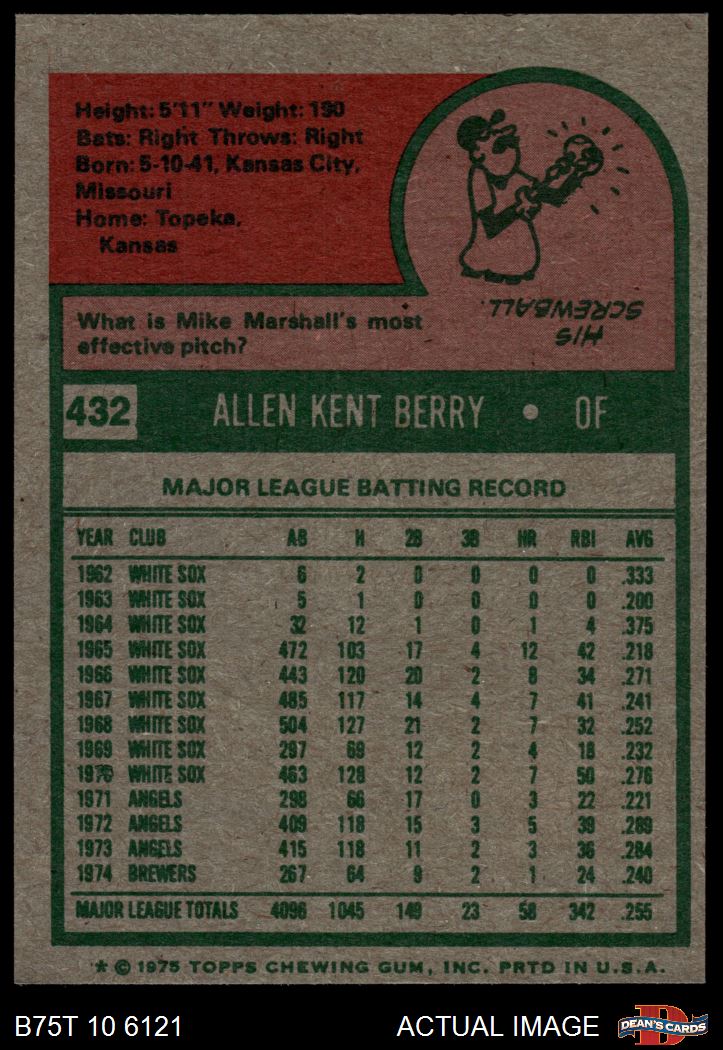 Height: 5'11" Weight: 180
Bats: Right Throws: Right
Born: 5-10-41, Kansas City,
Missouri
Home: Topeka,
Kansas
HIS
SCREWBALL.
What is Mike Marshall's most
effective pitch?
432 ALLEN KENT BERRY • OF
MAJOR LEAGUE BATTING RECORD
YEAR CLUB AB H 2B 3B HR RBI AVG
1962 WHITE SOX 6 2 0 0 0 0 .333
1963 WHITE SOX 5 1 0 0 0 0 .200
1964 WHITE SOX 32 12 1 0 1 4 .375
1965 WHITE SOX 472 103 17 4 12 42 .218
1966 WHITE SOX 443 120 20 2 8 34 .271
1967 WHITE SOX 485 117 14 4 7 41 .241
1968 WHITE SOX 504 127 21 2 7 32 .252
1969 WHITE SOX 297 69 12 2 4 18 .232
1970 WHITE SOX 463 128 12 2 7 50 .276
1971 ANGELS 298 66 17 0 3 22 .221
1972 ANGELS 409 118 15 3 5 39 .289
1973 ANGELS 415 118 11 2 3 36 .284
1974 BREWERS 267 64 9 2 1 24 .240
MAJOR LEAGUE TOTALS 4096 1045 149 23 58 342 .255
* © 1975 TOPPS CHEWING GUM, INC. PRTD IN U.S.A.
B75T 10 6121 ACTUAL IMAGE DEAN'S CARDS